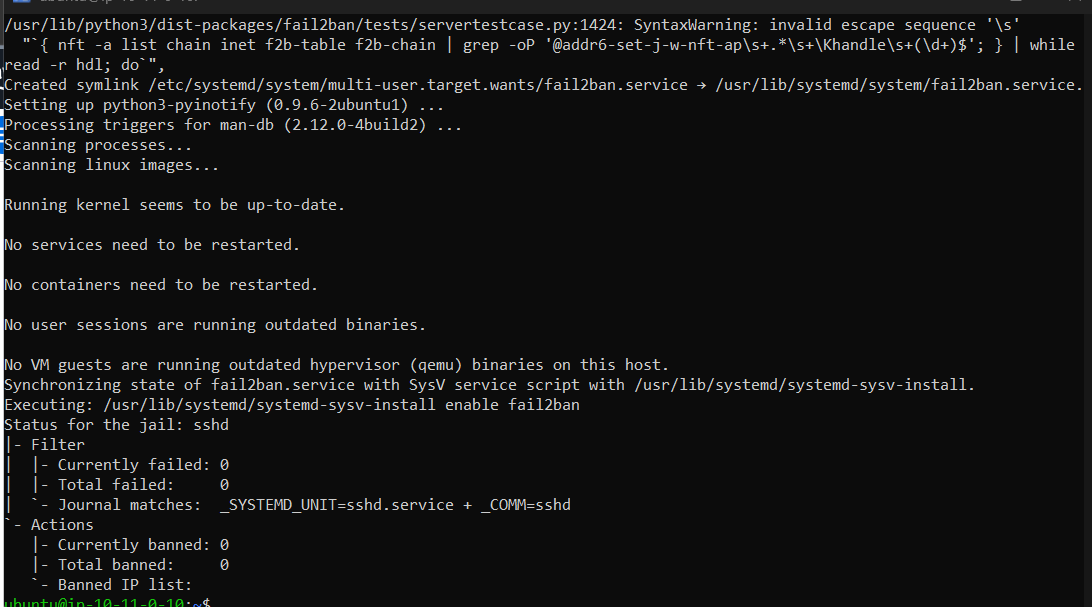 /usr/lib/python3/dist-packages/fail2ban/tests/servertestcase.py:1424: SyntaxWarning: invalid escape sequence '\s'
  "`{ nft -a list chain inet f2b-table f2b-chain | grep -oP '@addr6-set-j-w-nft-ap\s+.*\s+\Khandle\s+(\d+)$'; } | while
read -r hdl; do`",
Created symlink /etc/systemd/system/multi-user.target.wants/fail2ban.service → /usr/lib/systemd/system/fail2ban.service.
Setting up python3-pyinotify (0.9.6-2ubuntu1) ...
Processing triggers for man-db (2.12.0-4build2) ...
Scanning processes...
Scanning linux images...

Running kernel seems to be up-to-date.

No services need to be restarted.

No containers need to be restarted.

No user sessions are running outdated binaries.

No VM guests are running outdated hypervisor (qemu) binaries on this host.
Synchronizing state of fail2ban.service with SysV service script with /usr/lib/systemd/systemd-sysv-install.
Executing: /usr/lib/systemd/systemd-sysv-install enable fail2ban
Status for the jail: sshd
|- Filter
|  |- Currently failed: 0
|  |- Total failed:     0
|  `- Journal matches:  _SYSTEMD_UNIT=sshd.service + _COMM=sshd
`- Actions
   |- Currently banned: 0
   |- Total banned:     0
   `- Banned IP list:
ubuntu@ip-10-11-0-10:~$